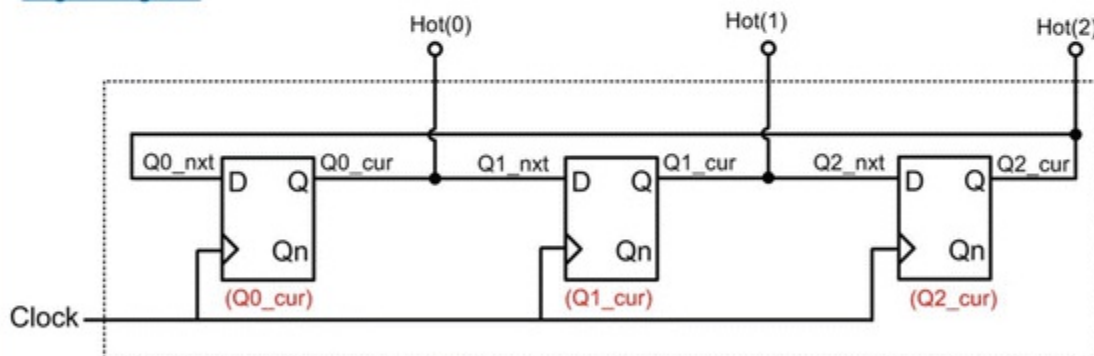 Hot(0)
Hot(1)
Hot(2)
Q0_nxt
Q0_cur
Q1_nxt
Q1_cur
Q2_nxt
Q2_cur
D
Q
D
Q
D
Q
Qn
Qn
Qn
(Q0_cur)
(Q1_cur)
(Q2_cur)
Clock